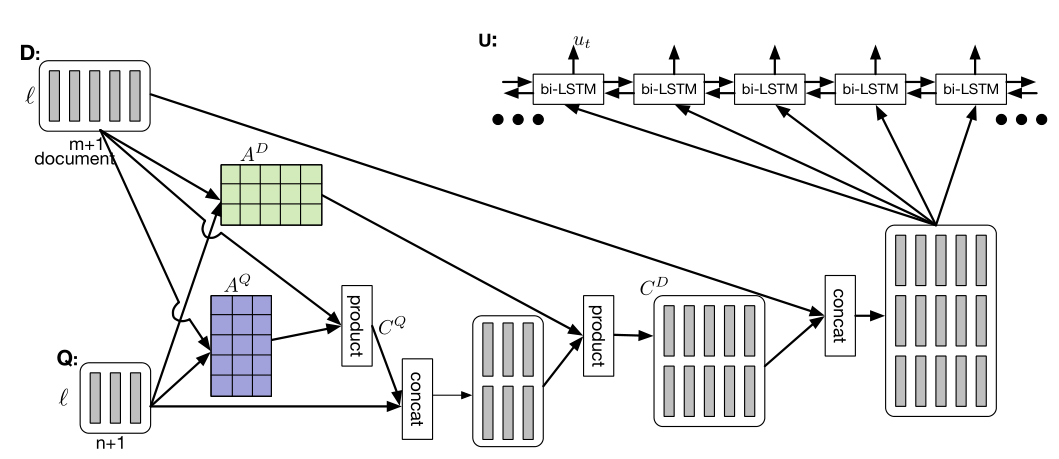 D:
ℓ
m+1
document
U:
u_t
bi-LSTM bi-LSTM bi-LSTM bi-LSTM bi-LSTM
A^D
A^Q
product
C^Q
Q:
ℓ
n+1
concat
product
C^D
concat